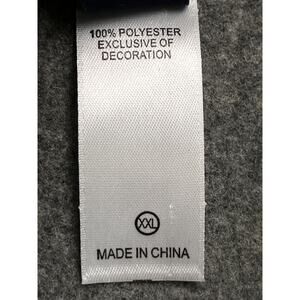 100% POLYESTER
EXCLUSIVE OF
DECORATION
XXL
MADE IN CHINA